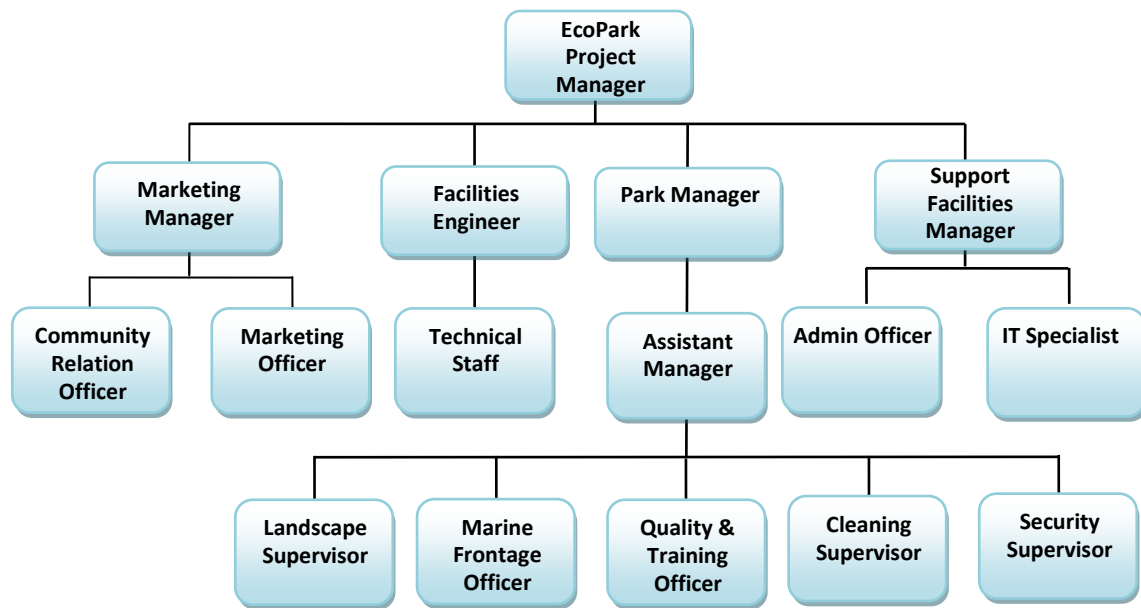 EcoPark
Project
Manager
Marketing
Manager
Facilities
Engineer
Park Manager
Support
Facilities
Manager
Community
Relation
Officer
Marketing
Officer
Technical
Staff
Assistant
Manager
Admin Officer
IT Specialist
Landscape
Supervisor
Marine
Frontage
Officer
Quality &
Training
Officer
Cleaning
Supervisor
Security
Supervisor